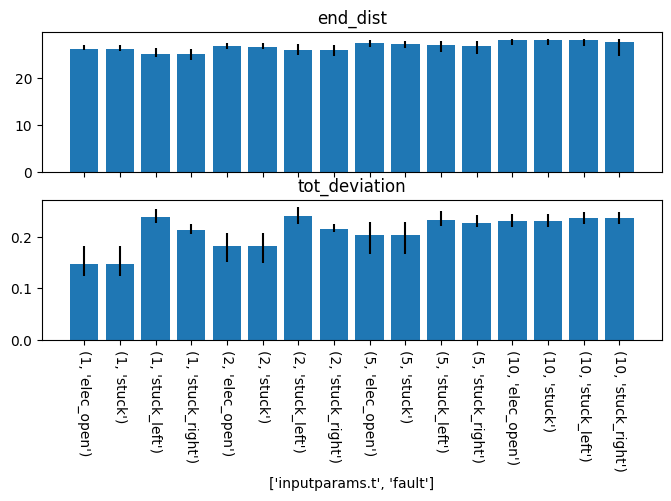 end_dist
20
10
0
tot_deviation
0.2
0.1
0.0
(1, 'elec_open')
(1, 'stuck')
(1, 'stuck_left')
(1, 'stuck_right')
(2, 'elec_open')
(2, 'stuck')
(2, 'stuck_left')
(2, 'stuck_right')
(5, 'elec_open')
(5, 'stuck')
(5, 'stuck_left')
(5, 'stuck_right')
(10, 'elec_open')
(10, 'stuck')
(10, 'stuck_left')
(10, 'stuck_right')
['inputparams.t', 'fault']